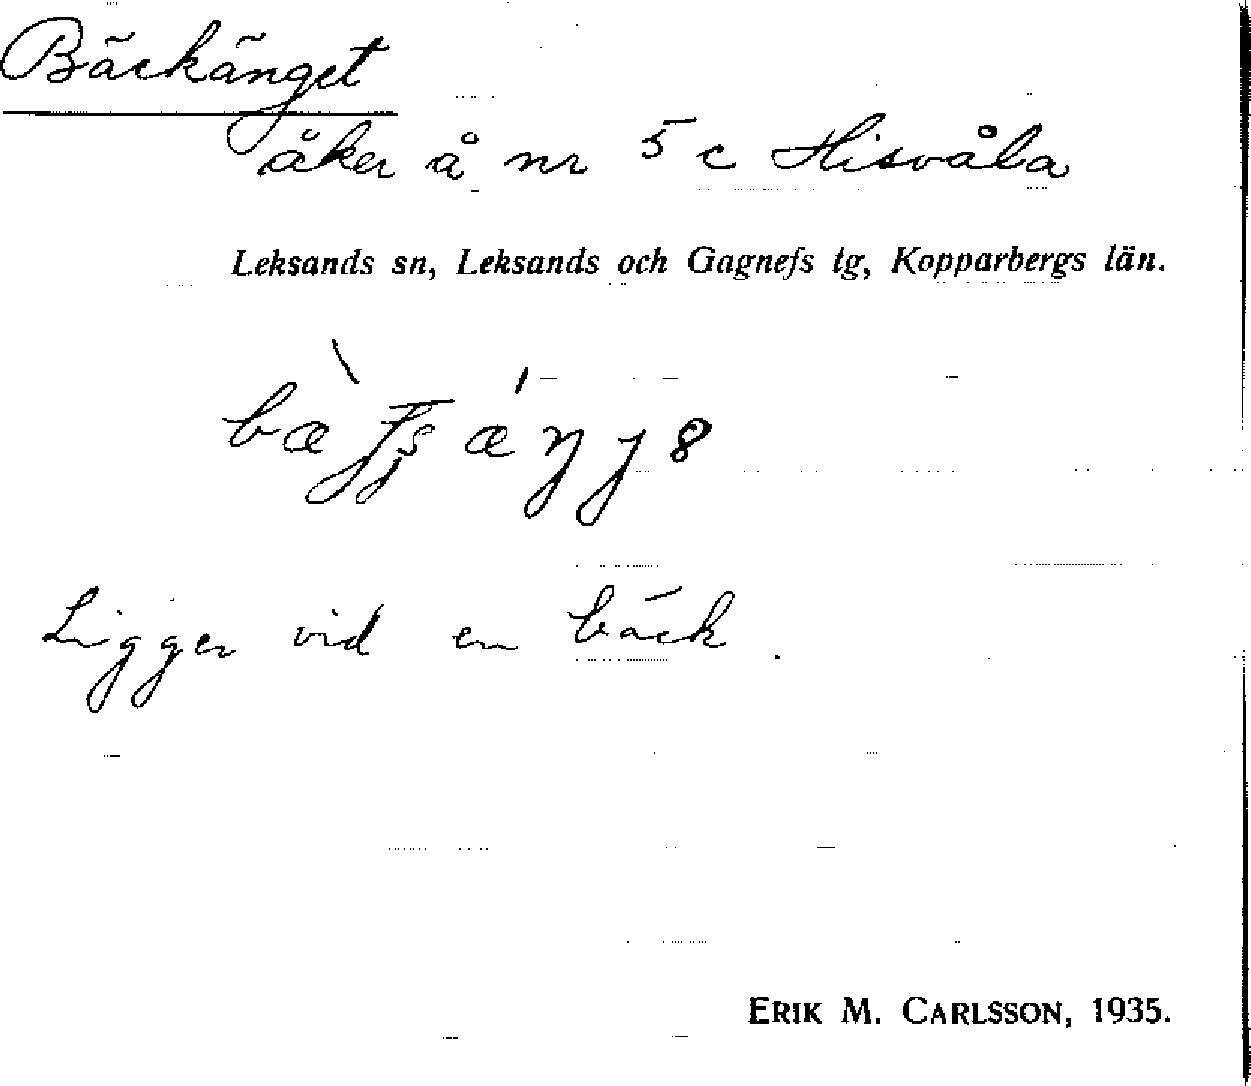 Bäckänget
åker å nr 5 c Hisvåla
Leksands sn, Leksands och Gagnefs tg, Kopparbergs län.
Ligger vid en bäck.
ERIK M. CARLSSON, 1935.